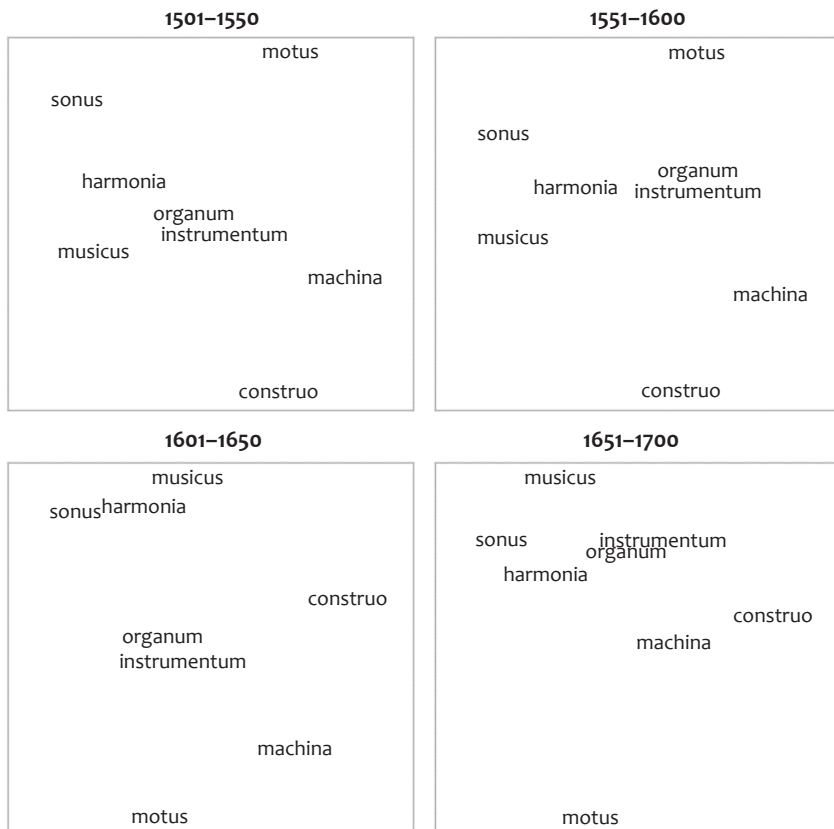 1501–1550
motus
sonus
harmonia
organum
instrumentum
musicus
machina
construo
1551–1600
motus
sonus
organum
harmonia
instrumentum
musicus
machina
construo
1601–1650
musicus
harmonia
sonus
construo
organum
instrumentum
machina
motus
1651–1700
musicus
sonus
instrumentum
organum
harmonia
construo
machina
motus